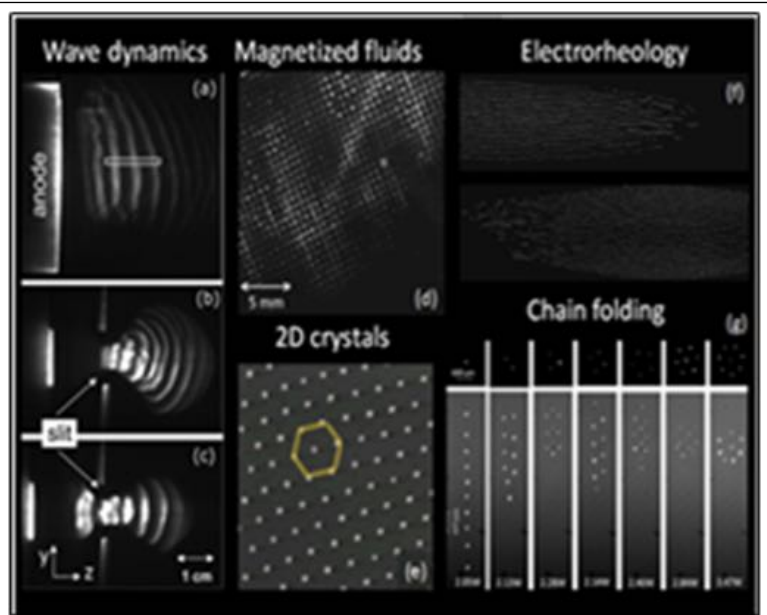 Wave dynamics
Magnetized fluids
Electrorheology
(a)
anode
(b)
slit
(c)
y
z
1 cm
(d)
5 mm
2D crystals
(e)
(f)
Chain folding
(g)